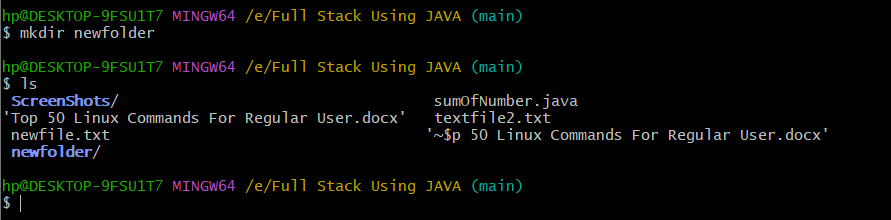 hp@DESKTOP-9FSU1T7 MINGW64 /e/Full Stack Using JAVA (main)
$ mkdir newfolder
hp@DESKTOP-9FSU1T7 MINGW64 /e/Full Stack Using JAVA (main)
$ ls
ScreenShots/ sumOfNumber.java
'Top 50 Linux Commands For Regular User.docx' textfile2.txt
newfile.txt '~$p 50 Linux Commands For Regular User.docx'
newfolder/
hp@DESKTOP-9FSU1T7 MINGW64 /e/Full Stack Using JAVA (main)
$